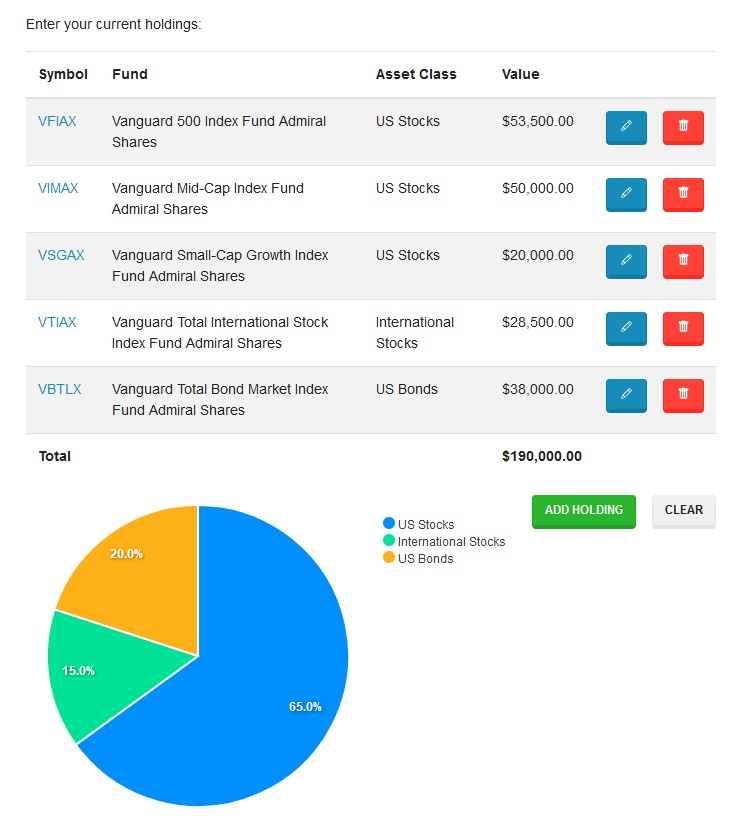 Enter your current holdings:
Symbol Fund Asset Class Value
VFIAX Vanguard 500 Index Fund Admiral US Stocks $53,500.00
Shares
VIMAX Vanguard Mid-Cap Index Fund US Stocks $50,000.00
Admiral Shares
VSGAX Vanguard Small-Cap Growth Index US Stocks $20,000.00
Fund Admiral Shares
VTIAX Vanguard Total International Stock International $28,500.00
Index Fund Admiral Shares Stocks
VBTLX Vanguard Total Bond Market Index US Bonds $38,000.00
Fund Admiral Shares
Total $190,000.00
ADD HOLDING CLEAR
US Stocks
International Stocks
US Bonds
20.0%
15.0%
65.0%